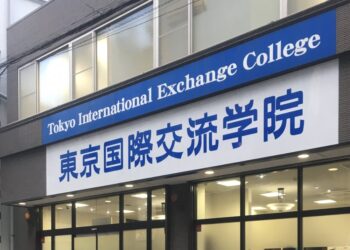 Tokyo International Exchange College
東京国際交流学院